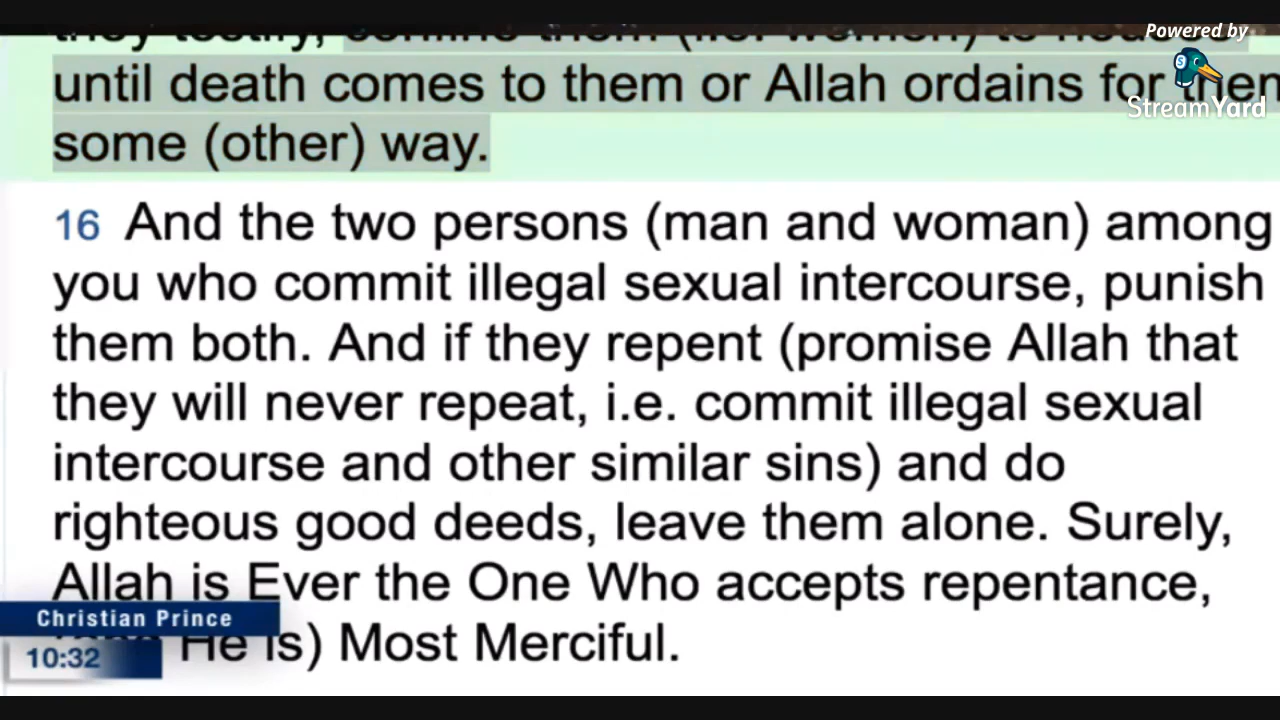 Powered by
StreamYard
until death comes to them or Allah ordains for them
some (other) way.
16 And the two persons (man and woman) among
you who commit illegal sexual intercourse, punish
them both. And if they repent (promise Allah that
they will never repeat, i.e. commit illegal sexual
intercourse and other similar sins) and do
righteous good deeds, leave them alone. Surely,
Allah is Ever the One Who accepts repentance,
He is) Most Merciful.
Christian Prince
10:32